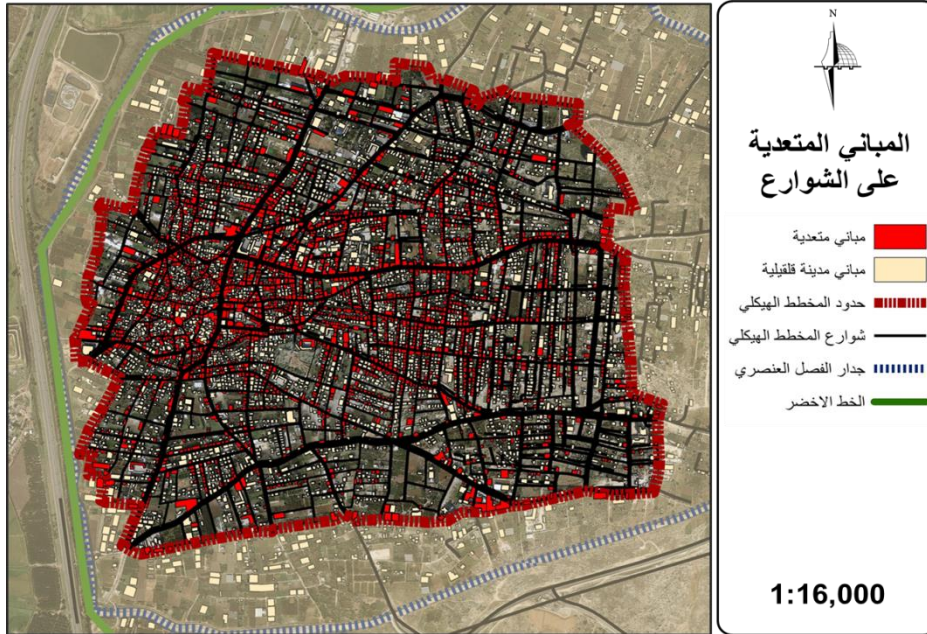 N
المباني المتعدية
على الشوارع
مباني متعدية
مباني مدينة قلقيلية
حدود المخطط الهيكلي
شوارع المخطط الهيكلي
جدار الفصل العنصري
الخط الاخضر
1:16,000